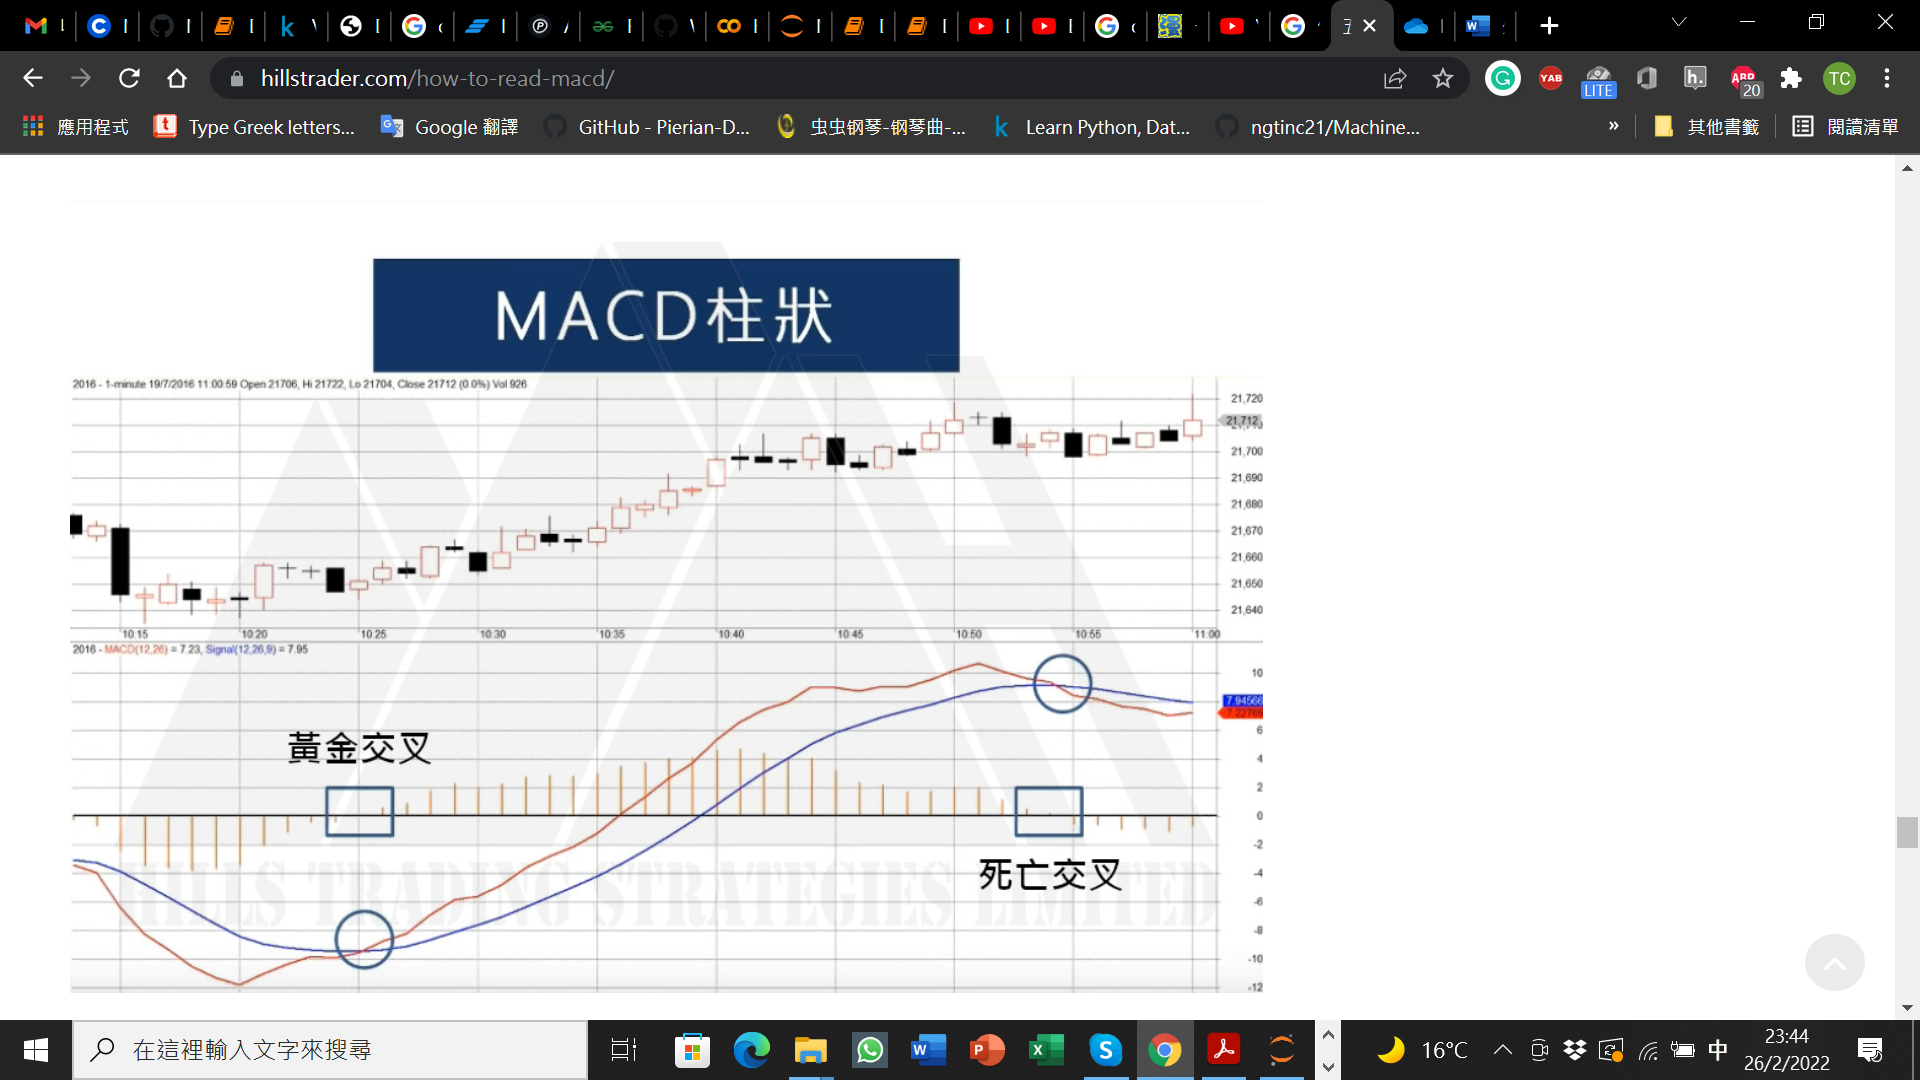 hillstrader.com/how-to-read-macd/
YAB
LITE
h.
ABP
20
TC
應用程式
Type Greek letters...
Google 翻譯
GitHub - Pierian-D...
虫虫钢琴-钢琴曲-...
Learn Python, Dat...
ngtinc21/Machine...
»
其他書籤
閱讀清單
MACD柱狀
2016 - 1-minute 19/7/2016 11:00:59 Open 21706, Hi 21722, Lo 21704, Close 21712 (0.0%) Vol 926
21,720
21,712
21,700
21,690
21,680
21,670
21,660
21,650
21,640
10:15 10:20 10:25 10:30 10:35 10:40 10:45 10:50 10:55 11:00
2016 - MACD(12,26) = 7.23, Signal(12,26,9) = 7.95
10
7.94566
6
4
2
0
-2
-4
-6
-8
-10
-12
黃金交叉
死亡交叉
HILLS TRADING STRATEGIES LIMITED
在這裡輸入文字來搜尋
16°C
中
23:44
26/2/2022